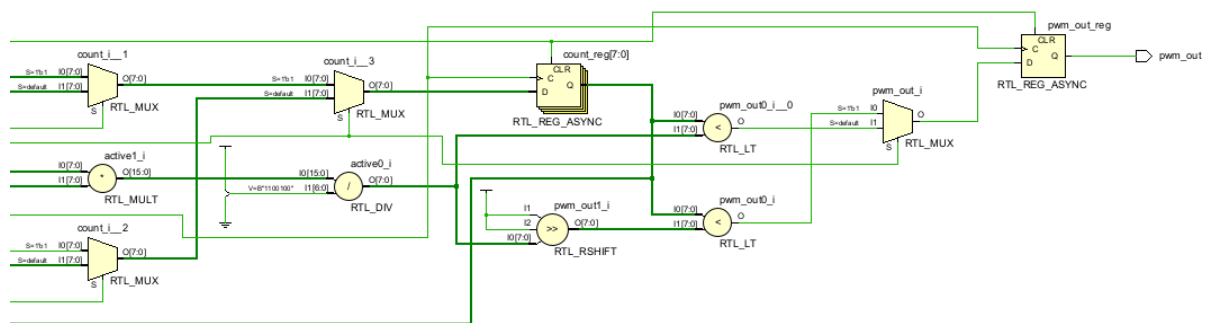 pwm_out_reg
CLR
C
Q
D
RTL_REG_ASYNC
pwm_out
count_i__1
S=1'b1 I0[7:0]
S=default I1[7:0]
O[7:0]
S
RTL_MUX
count_i__3
S=1'b1 I0[7:0]
S=default I1[7:0]
O[7:0]
S
RTL_MUX
count_reg[7:0]
CLR
C
Q
D
RTL_REG_ASYNC
pwm_out0_i__0
I0[7:0]
I1[7:0]
<
O
RTL_LT
pwm_out_i
S=1'b1 I0
S=default I1
O
S
RTL_MUX
active1_i
I0[7:0]
I1[7:0]
*
O[15:0]
RTL_MULT
active0_i
I0[15:0]
V=B"1100100" I1[6:0]
/
O[7:0]
RTL_DIV
pwm_out1_i
I1
I2
I0[7:0]
>>
O[7:0]
RTL_RSHIFT
pwm_out0_i
I0[7:0]
I1[7:0]
<
O
RTL_LT
count_i__2
S=1'b1 I0[7:0]
S=default I1[7:0]
O[7:0]
S
RTL_MUX